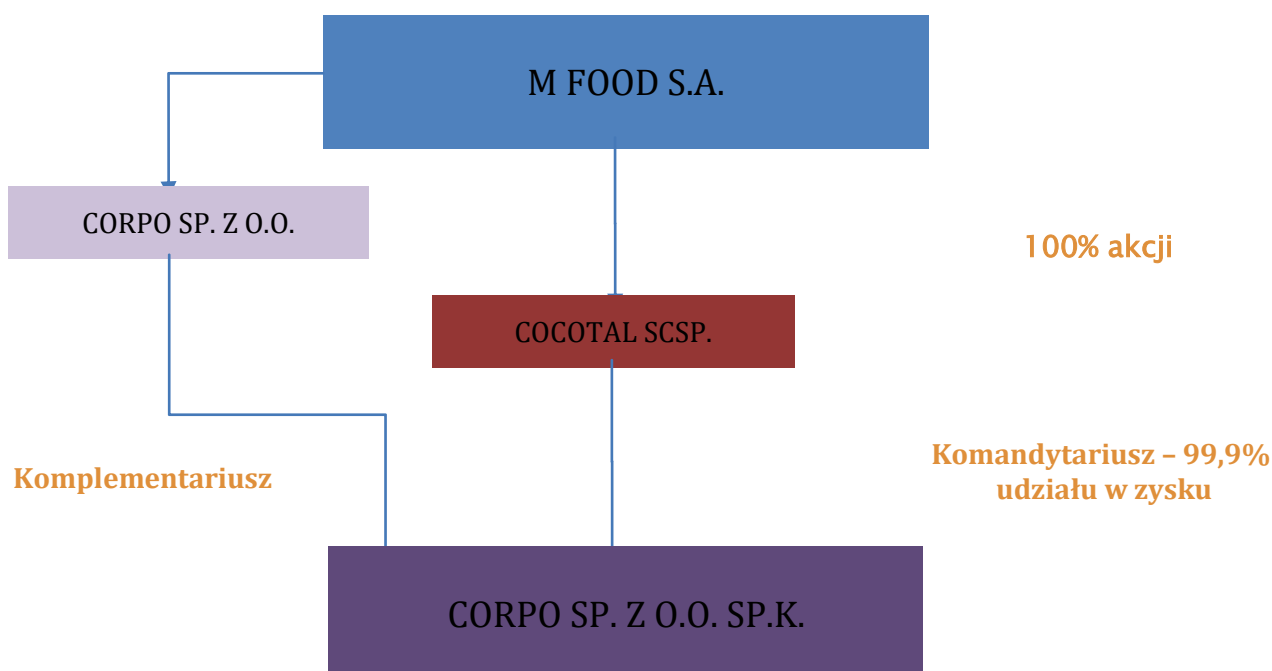 M FOOD S.A.
CORPO SP. Z O.O.
100% akcji
COCOTAL SCSP.
Komplementariusz
Komandytariusz – 99,9%
udziału w zysku
CORPO SP. Z O.O. SP.K.